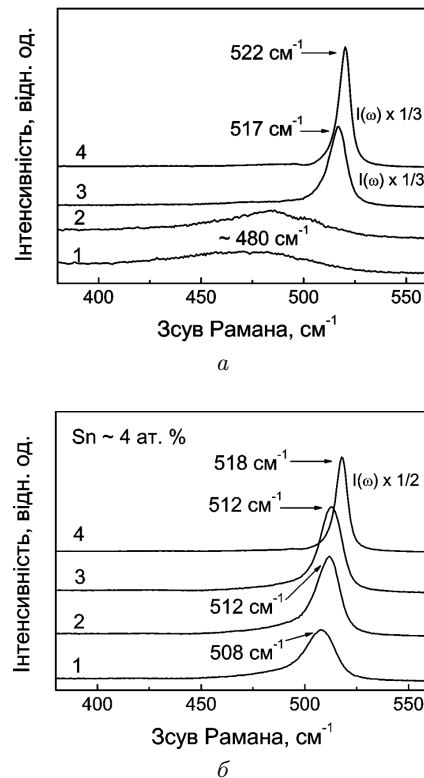 Інтенсивність, відн. од.
522 см⁻¹
517 см⁻¹
I(ω) x 1/3
4
I(ω) x 1/3
3
2
~ 480 см⁻¹
1
400 450 500 550
Зсув Рамана, см⁻¹
а
Інтенсивність, відн. од.
Sn ~ 4 ат. %
518 см⁻¹
I(ω) x 1/2
512 см⁻¹
4
3
512 см⁻¹
2
508 см⁻¹
1
400 450 500 550
Зсув Рамана, см⁻¹
б